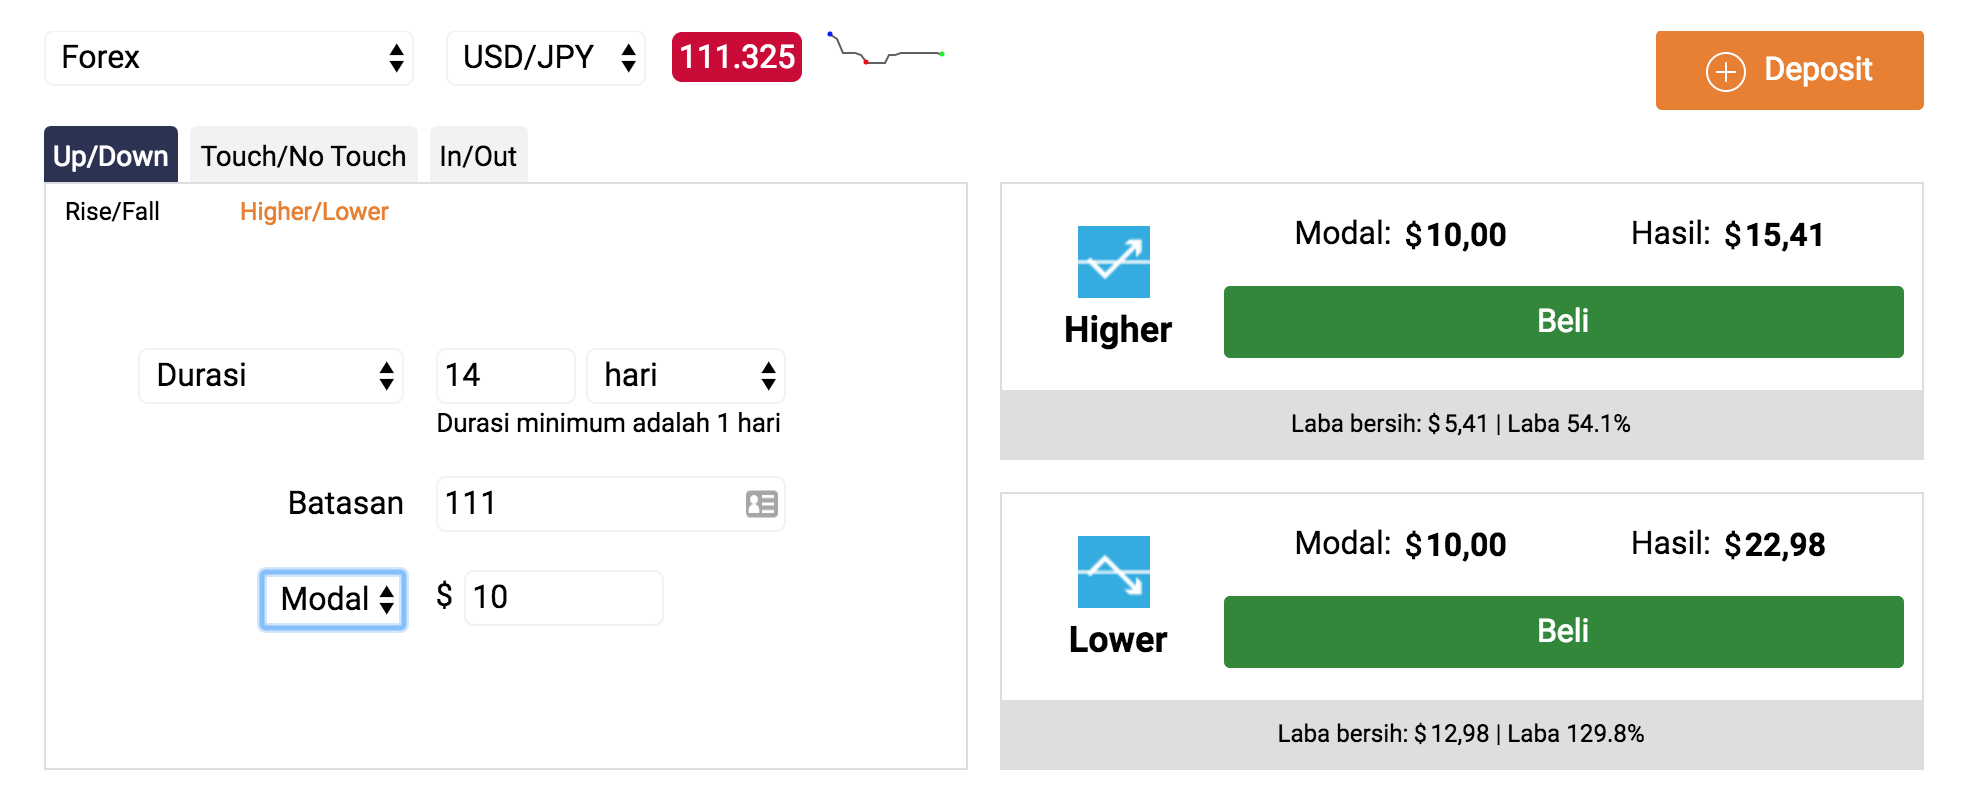 Forex
USD/JPY
111.325
Deposit
Up/Down
Touch/No Touch
In/Out
Rise/Fall
Higher/Lower
Durasi
14
hari
Durasi minimum adalah 1 hari
Batasan
111
Modal
$ 10
Modal: $10,00
Hasil: $15,41
Higher
Beli
Laba bersih: $5,41 | Laba 54.1%
Modal: $10,00
Hasil: $22,98
Lower
Beli
Laba bersih: $12,98 | Laba 129.8%